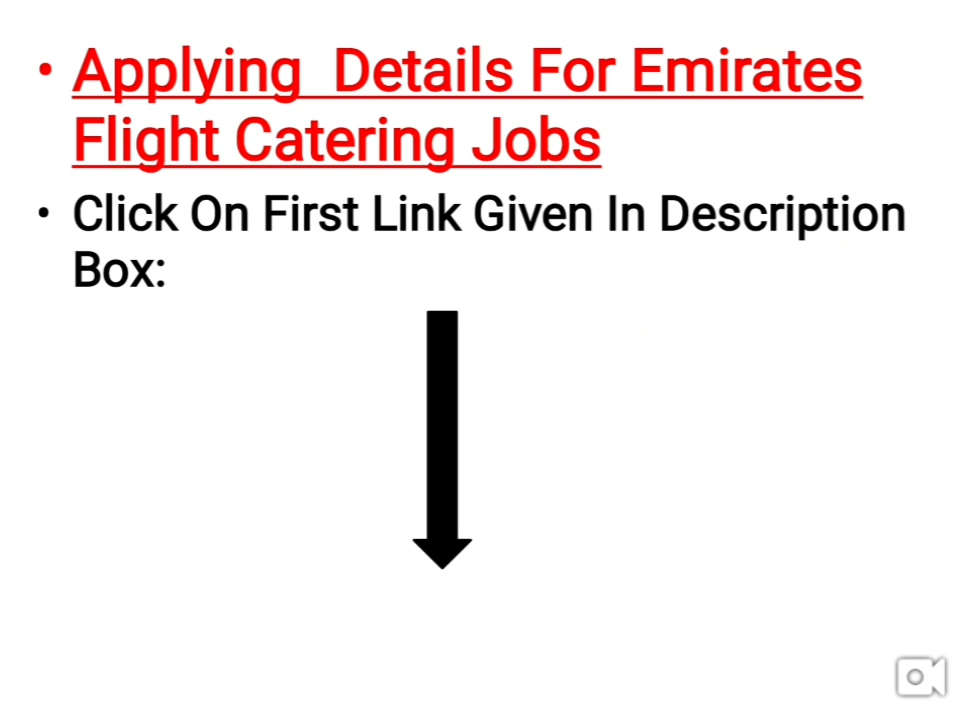 • Applying  Details For Emirates
Flight Catering Jobs
• Click On First Link Given In Description
Box: